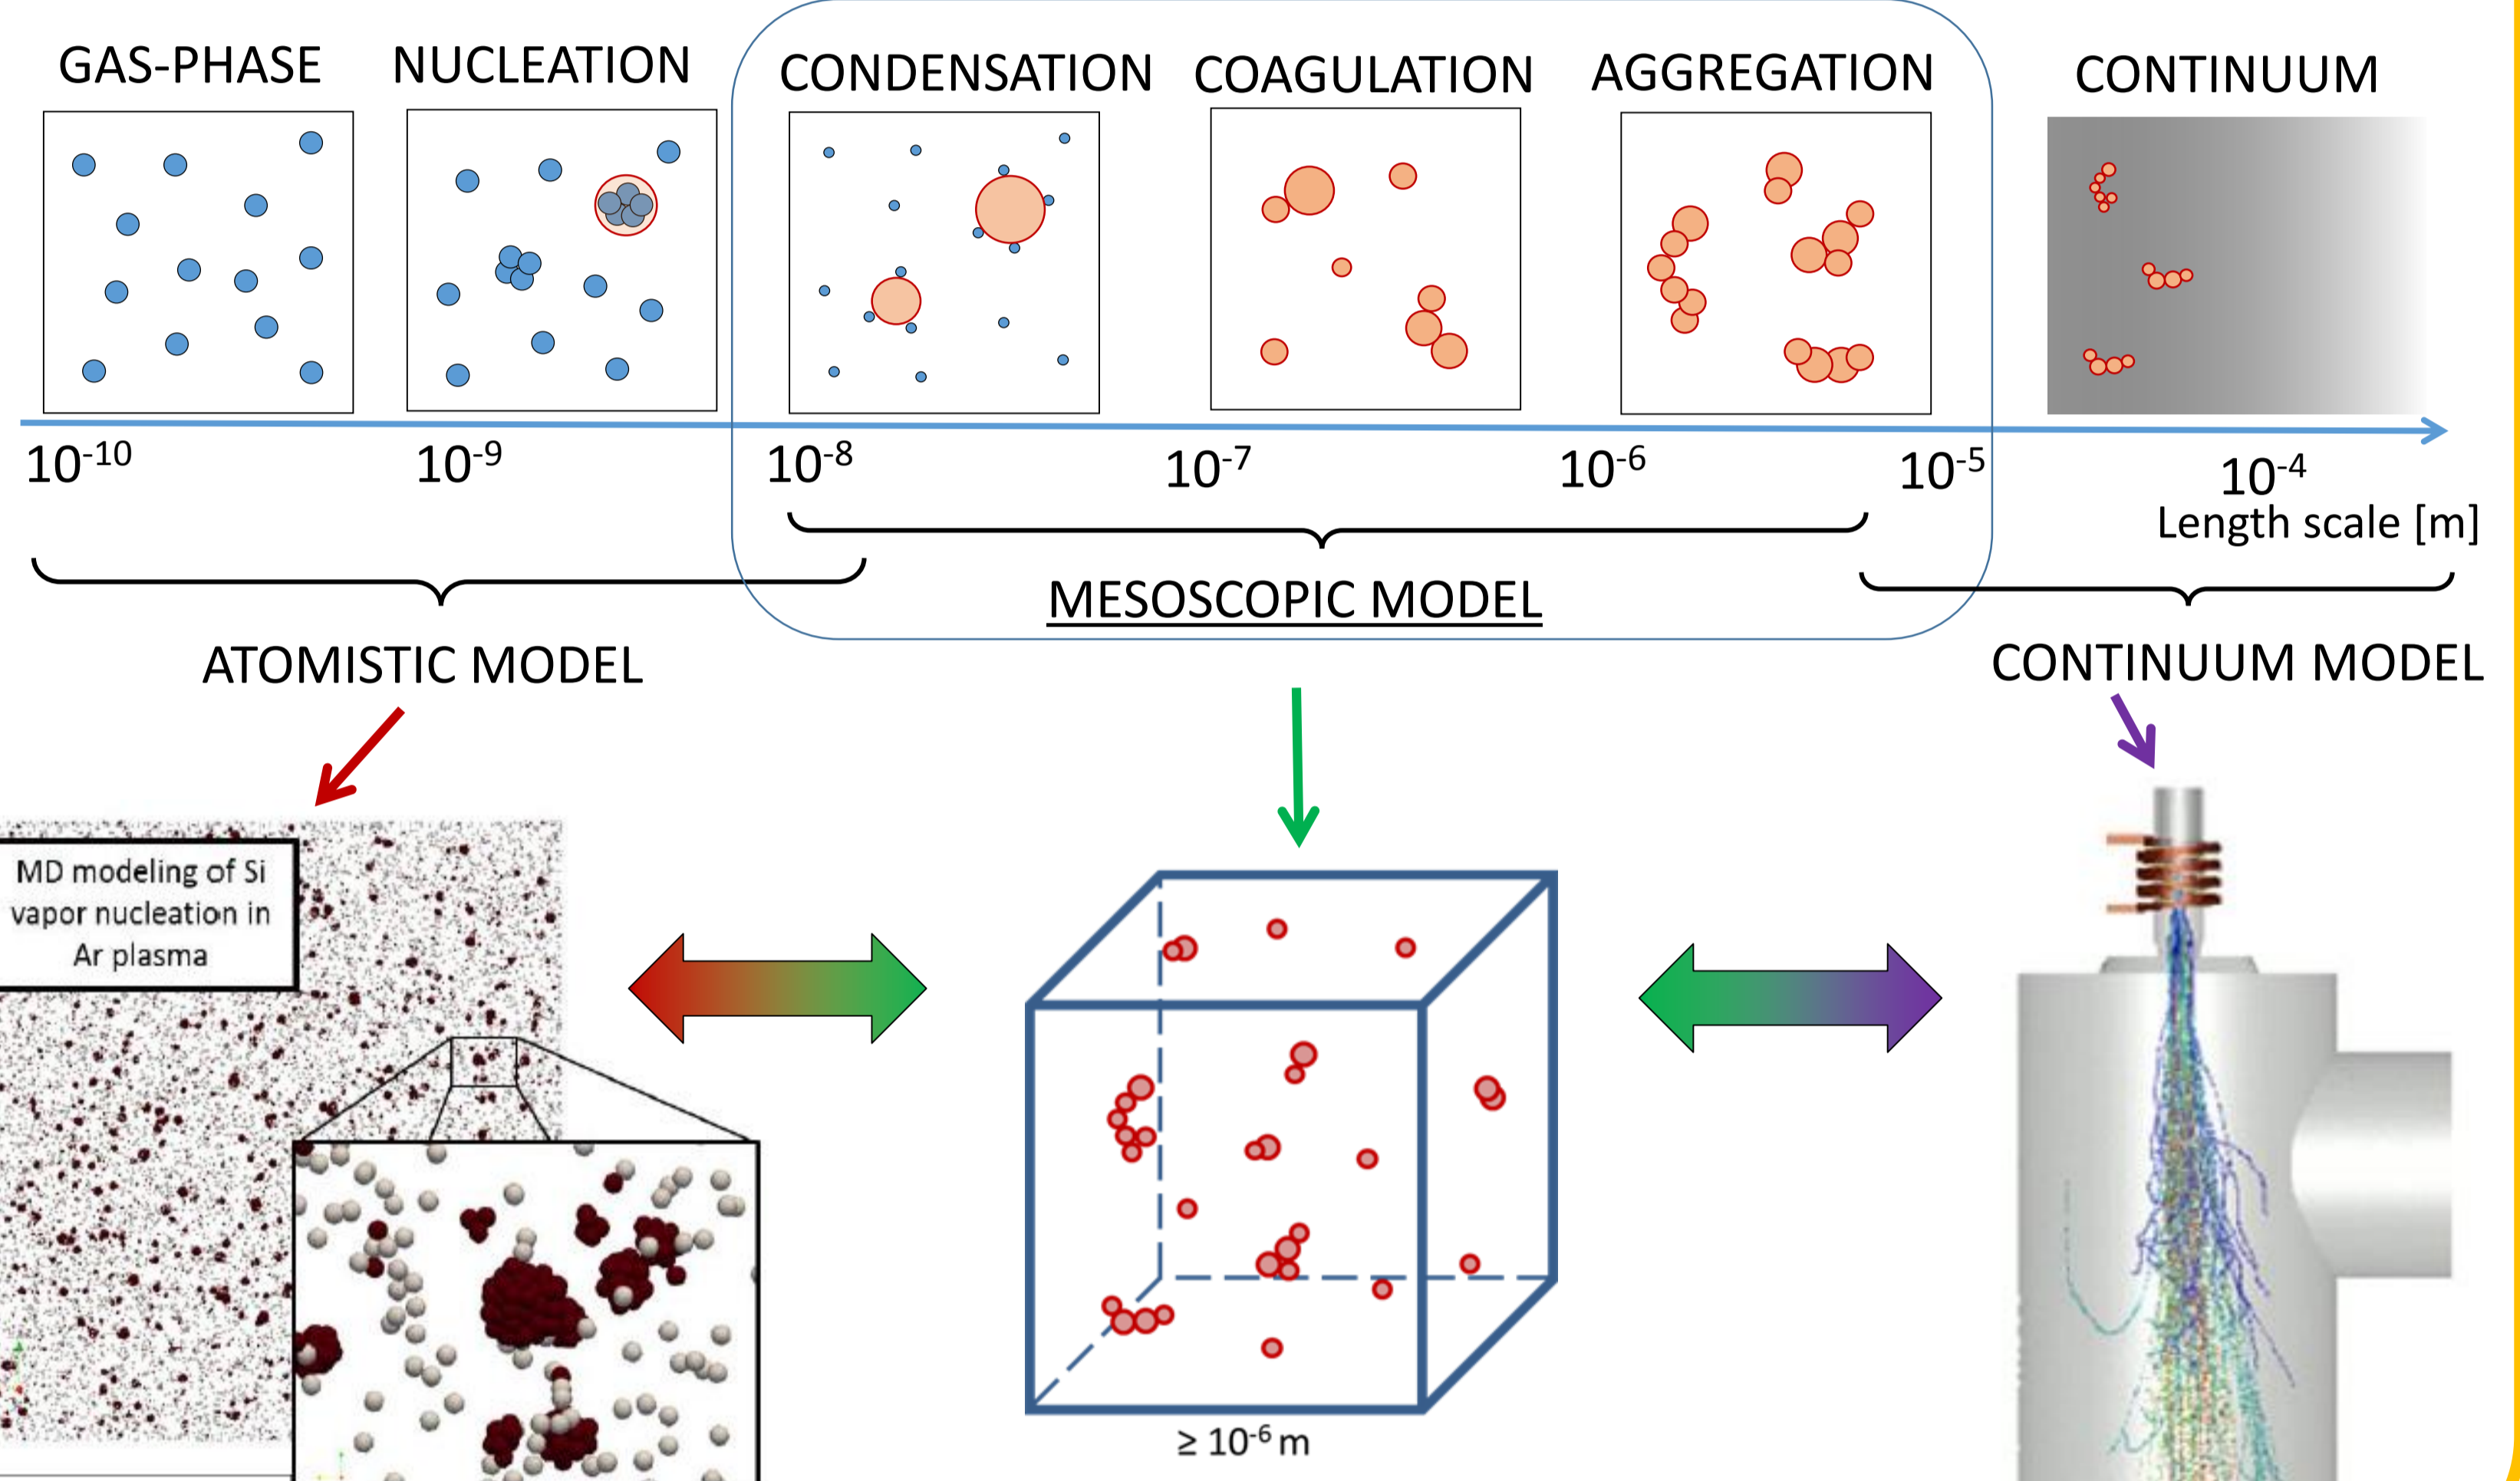 GAS-PHASE
NUCLEATION
CONDENSATION
COAGULATION
AGGREGATION
CONTINUUM
10⁻¹⁰
10⁻⁹
10⁻⁸
10⁻⁷
10⁻⁶
10⁻⁵
10⁻⁴
Length scale [m]
MESOSCOPIC MODEL
ATOMISTIC MODEL
CONTINUUM MODEL
MD modeling of Si
vapor nucleation in
Ar plasma
≥ 10⁻⁶ m